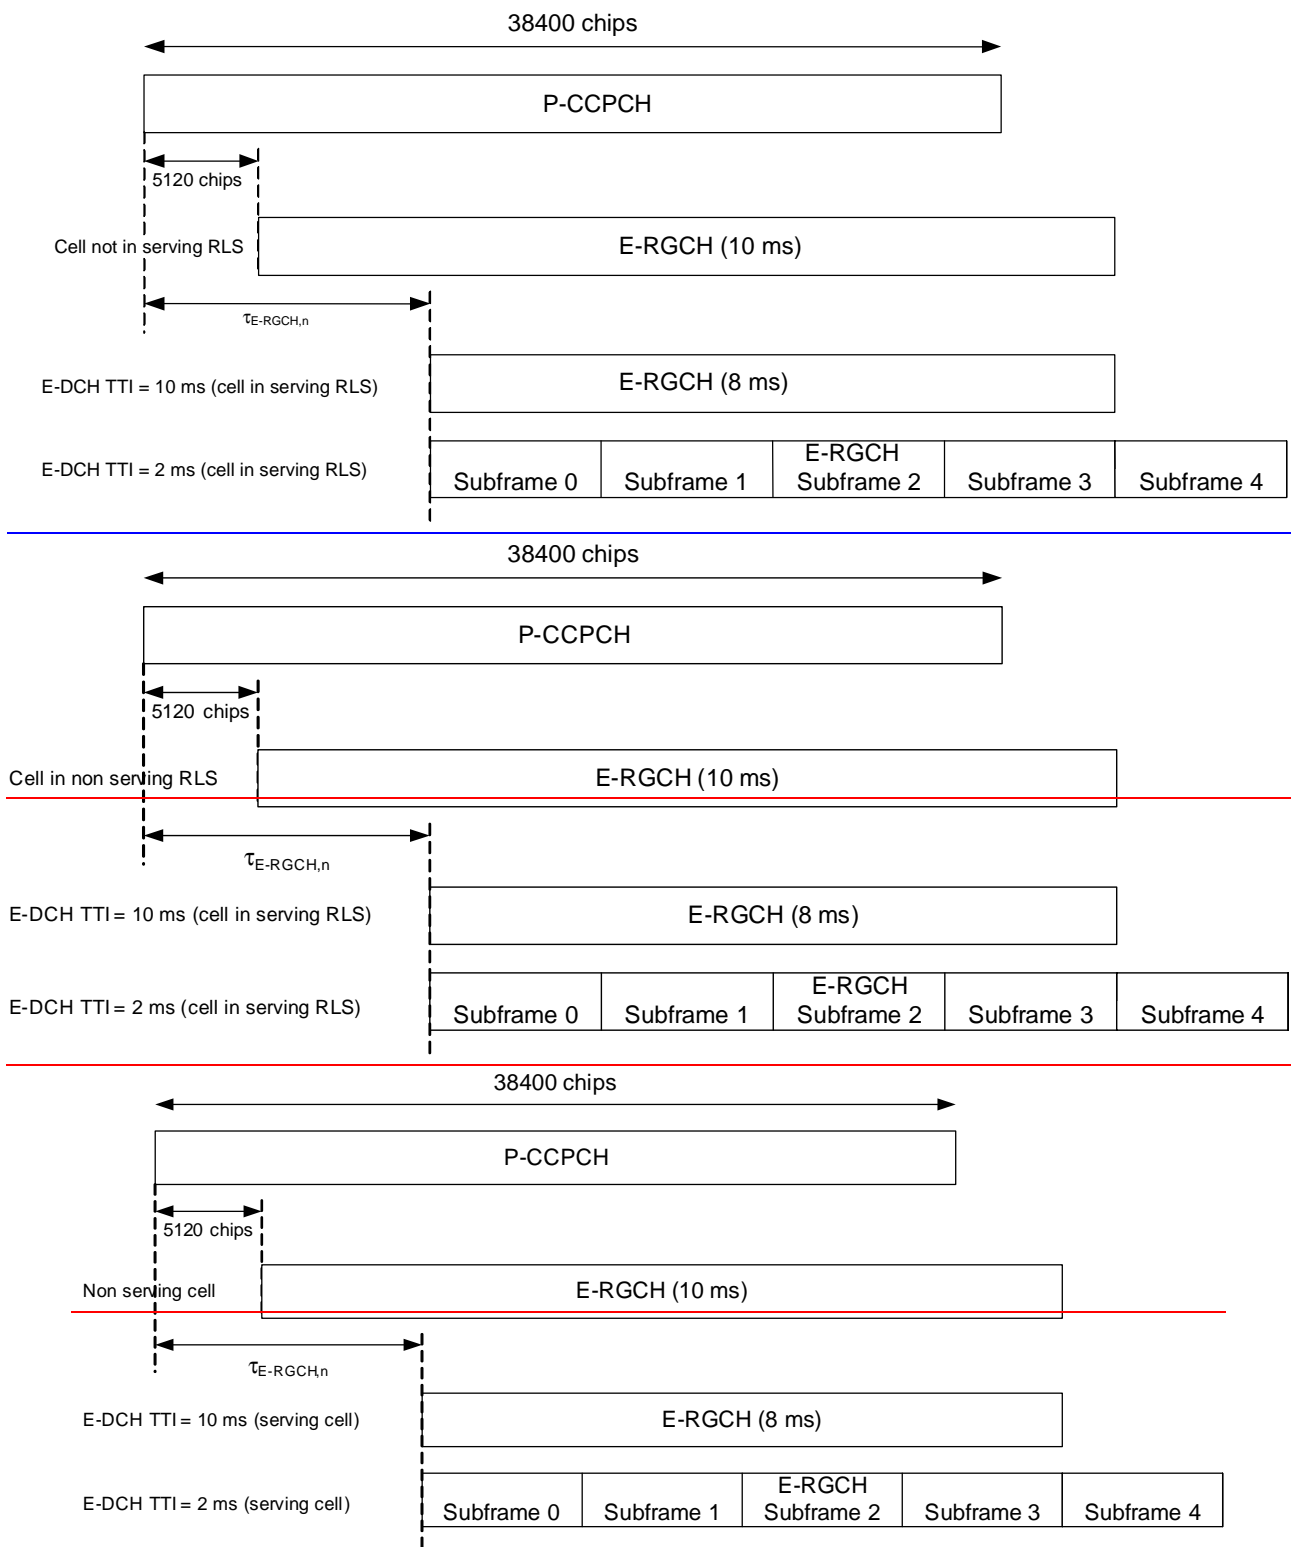 38400 chips
P-CCPCH
5120 chips
Cell not in serving RLS
E-RGCH (10 ms)
τE-RGCH,n
E-DCH TTI = 10 ms (cell in serving RLS)
E-RGCH (8 ms)
E-DCH TTI = 2 ms (cell in serving RLS)
E-RGCH
Subframe 0 Subframe 1 Subframe 2 Subframe 3 Subframe 4
38400 chips
P-CCPCH
5120 chips
Cell in non serving RLS
E-RGCH (10 ms)
τE-RGCH,n
E-DCH TTI = 10 ms (cell in serving RLS)
E-RGCH (8 ms)
E-DCH TTI = 2 ms (cell in serving RLS)
E-RGCH
Subframe 0 Subframe 1 Subframe 2 Subframe 3 Subframe 4
38400 chips
P-CCPCH
5120 chips
Non serving cell
E-RGCH (10 ms)
τE-RGCH,n
E-DCH TTI = 10 ms (serving cell)
E-RGCH (8 ms)
E-DCH TTI = 2 ms (serving cell)
E-RGCH
Subframe 0 Subframe 1 Subframe 2 Subframe 3 Subframe 4